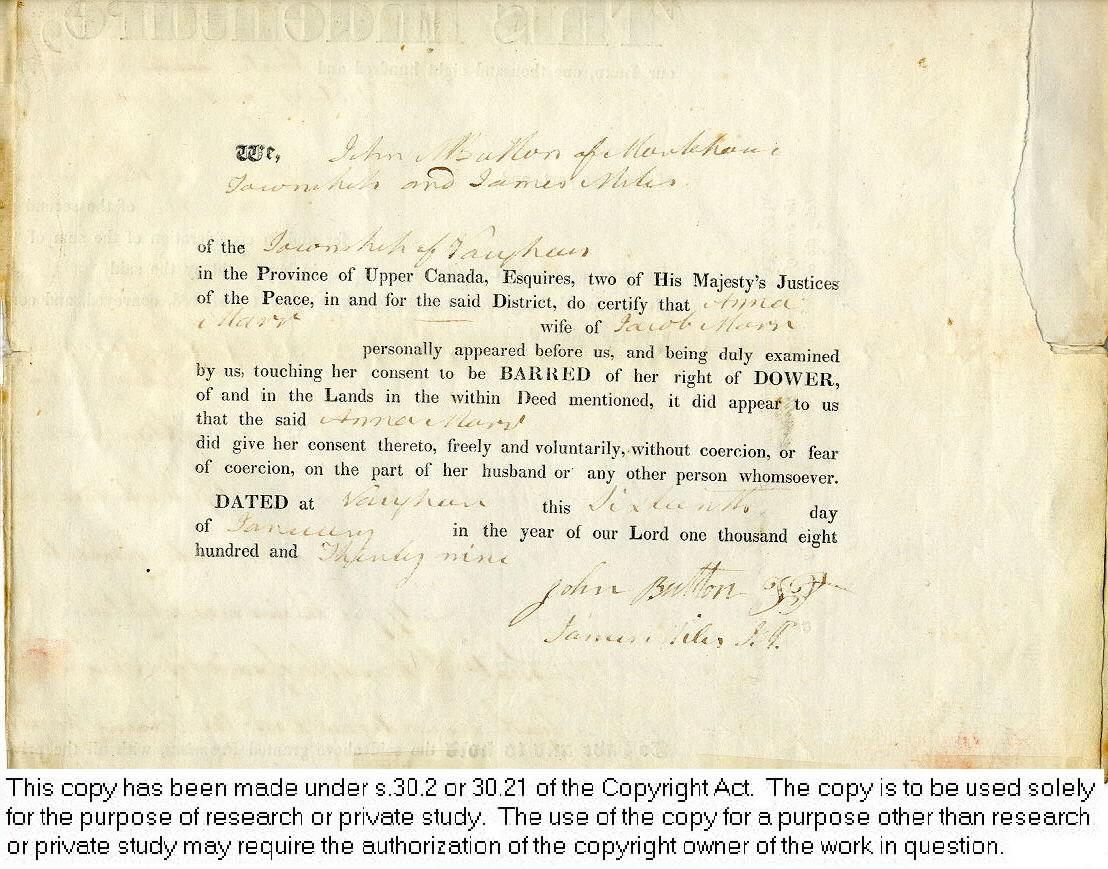 We, John Button of Markham
Township and James Miles
of the Township of Vaughan
in the Province of Upper Canada, Esquires, two of His Majesty's Justices
of the Peace, in and for the said District, do certify that Anna
Marr wife of Jacob Marr
personally appeared before us, and being duly examined
by us, touching her consent to be BARRED of her right of DOWER,
of and in the Lands in the within Deed mentioned, it did appear to us
that the said Anna Marr
did give her consent thereto, freely and voluntarily, without coercion, or fear
of coercion, on the part of her husband or any other person whomsoever.
DATED at Vaughan this Sixteenth day
of January in the year of our Lord one thousand eight
hundred and nine
John Button JP
James Miles J.P.
This copy has been made under s.30.2 or 30.21 of the Copyright Act. The copy is to be used solely
for the purpose of research or private study. The use of the copy for a purpose other than research
or private study may require the authorization of the copyright owner of the work in question.